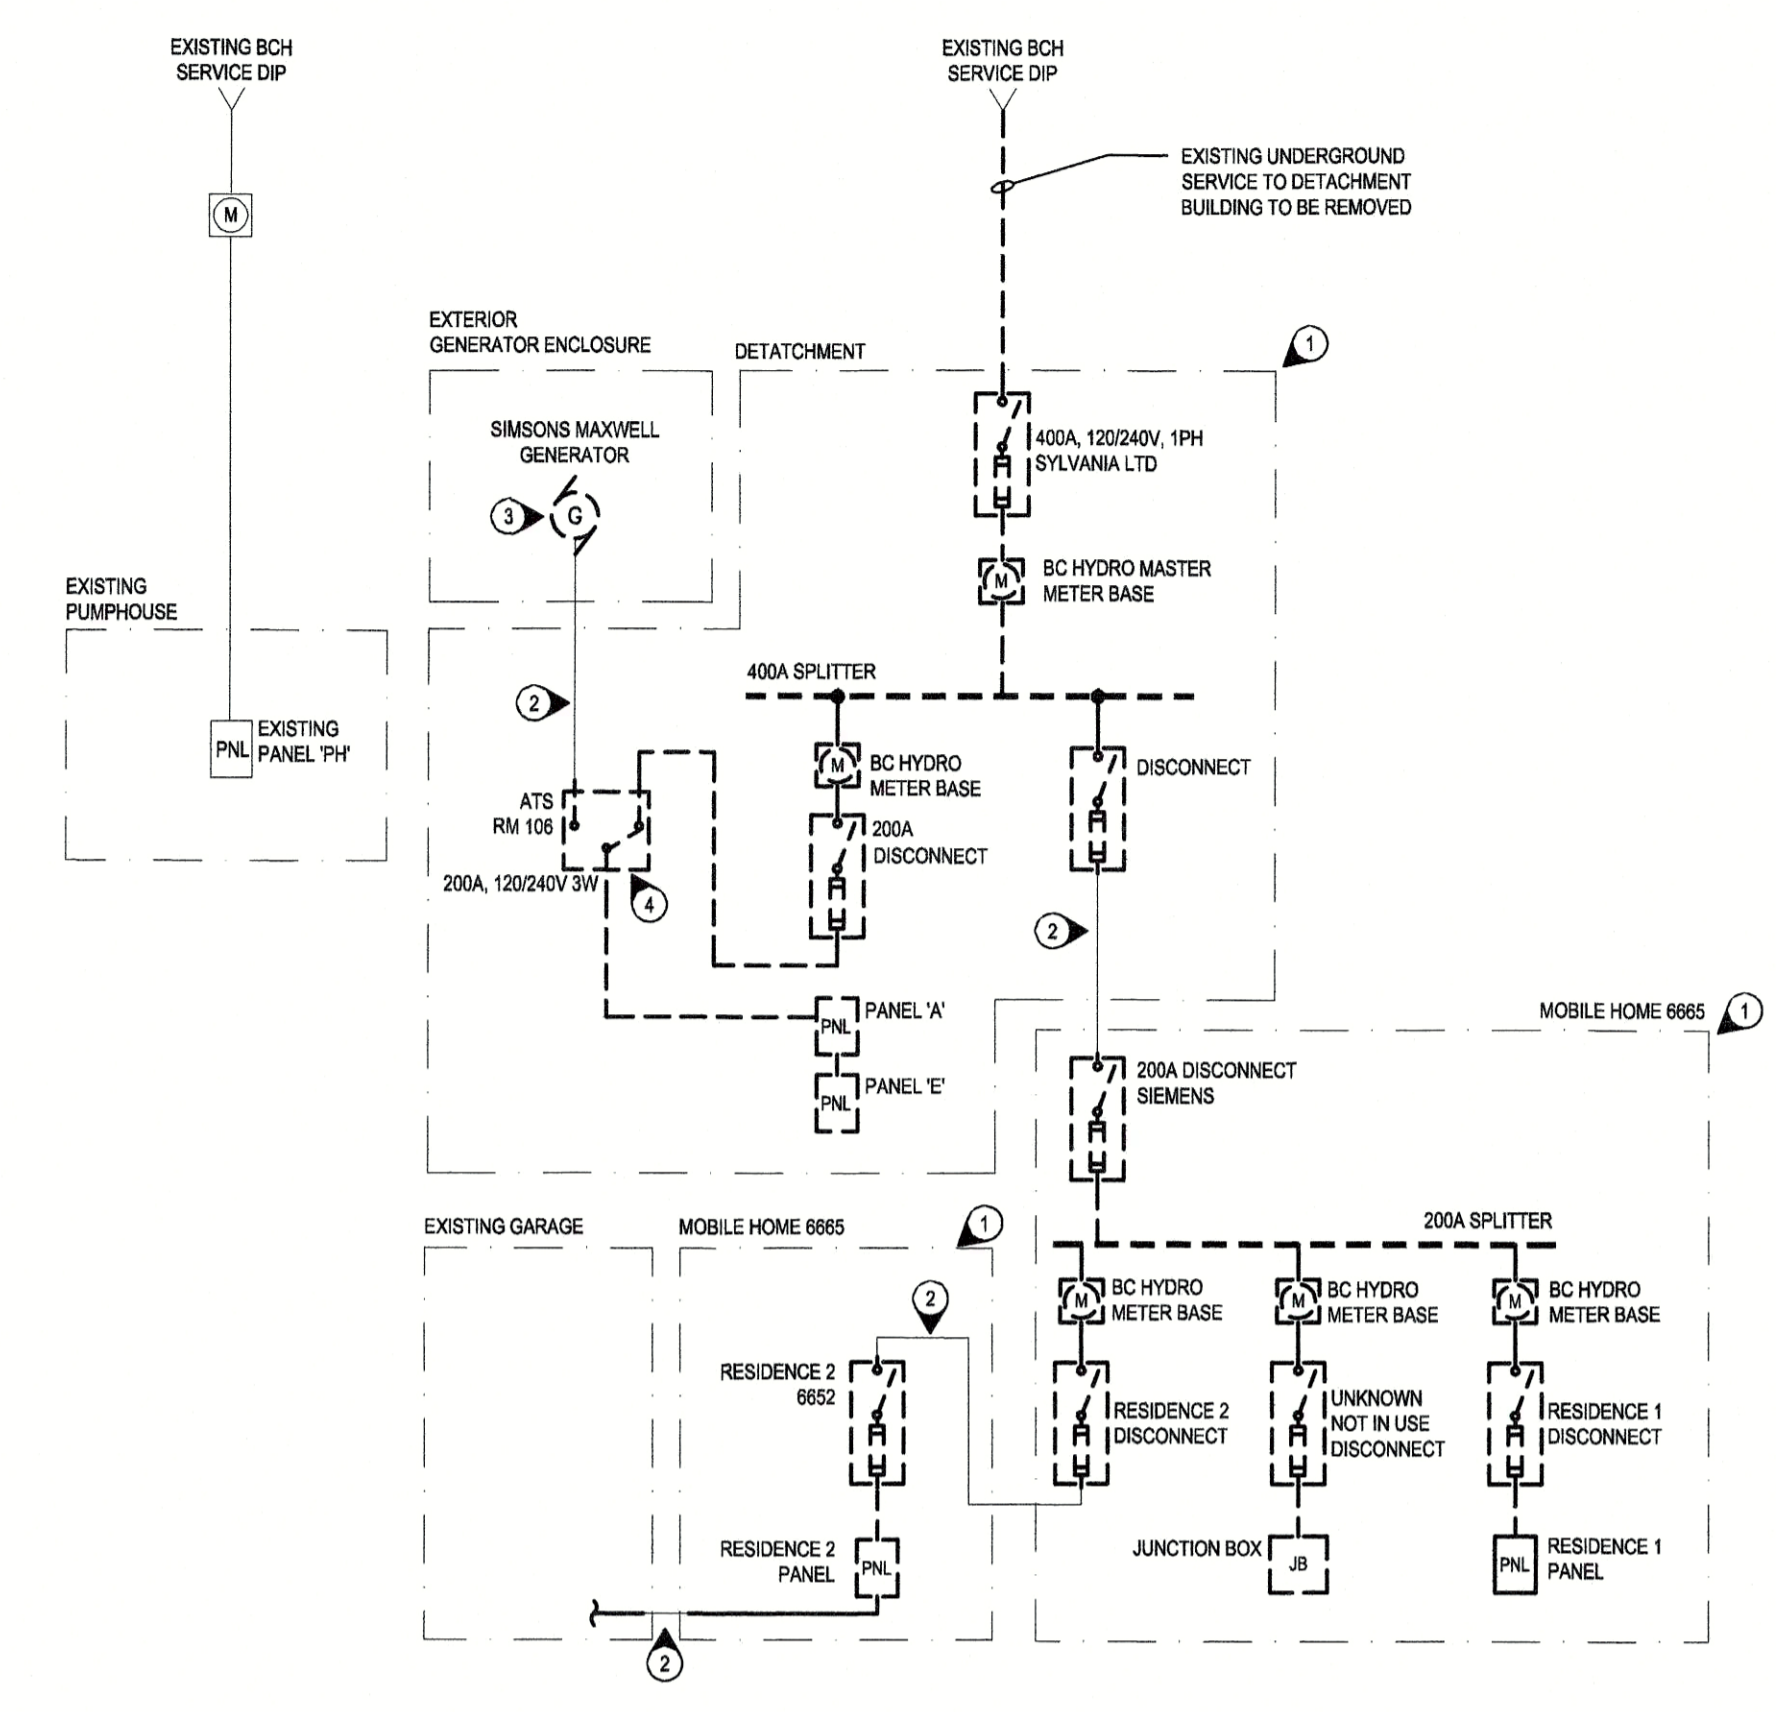 EXISTING BCH
SERVICE DIP
EXISTING BCH
SERVICE DIP
EXISTING UNDERGROUND
SERVICE TO DETACHMENT
BUILDING TO BE REMOVED
M
EXTERIOR
GENERATOR ENCLOSURE
DETATCHMENT
1
SIMSONS MAXWELL
GENERATOR
3
G
400A, 120/240V, 1PH
SYLVANIA LTD
M
BC HYDRO MASTER
METER BASE
EXISTING
PUMPHOUSE
400A SPLITTER
2
PNL
EXISTING
PANEL 'PH'
M
BC HYDRO
METER BASE
DISCONNECT
ATS
RM 106
200A
DISCONNECT
200A, 120/240V 3W
4
2
PNL
PANEL 'A'
PNL
PANEL 'E'
MOBILE HOME 6665
1
200A DISCONNECT
SIEMENS
EXISTING GARAGE
MOBILE HOME 6665
1
200A SPLITTER
2
M
BC HYDRO
METER BASE
M
BC HYDRO
METER BASE
M
BC HYDRO
METER BASE
RESIDENCE 2
6652
RESIDENCE 2
DISCONNECT
UNKNOWN
NOT IN USE
DISCONNECT
RESIDENCE 1
DISCONNECT
RESIDENCE 2
PANEL
PNL
JUNCTION BOX
JB
PNL
RESIDENCE 1
PANEL
2